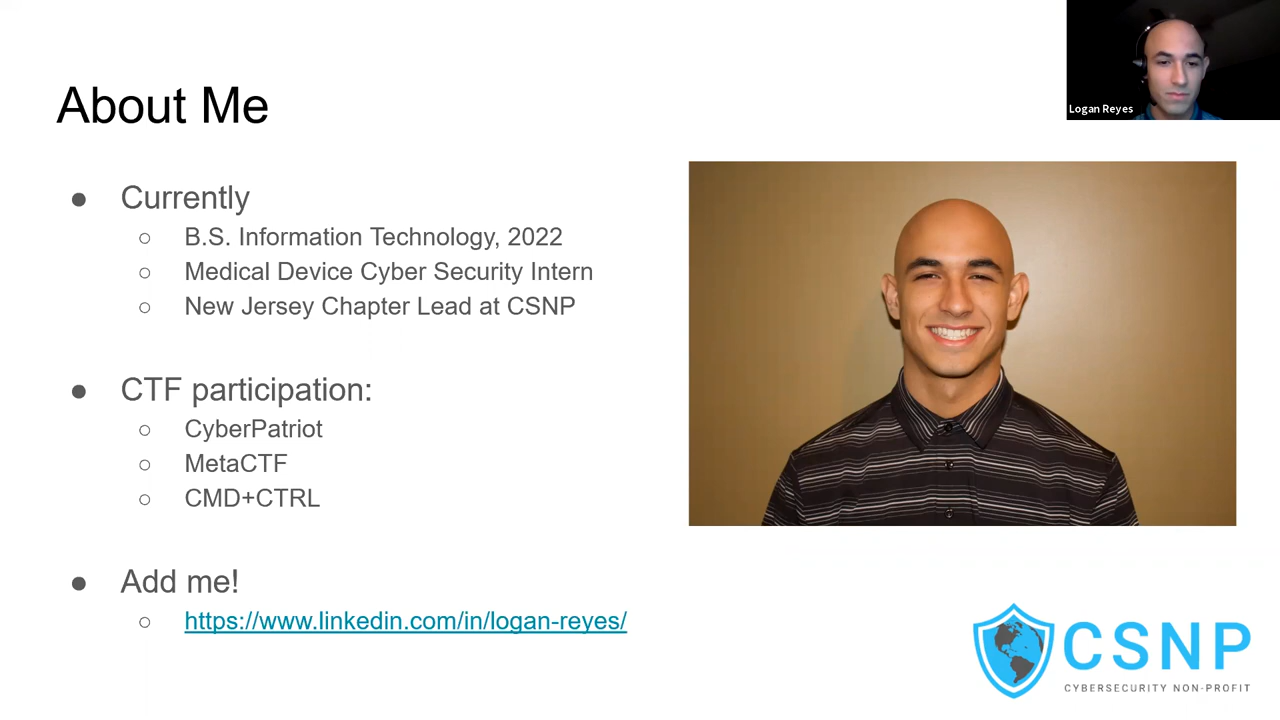 Logan Reyes
About Me
● Currently
○ B.S. Information Technology, 2022
○ Medical Device Cyber Security Intern
○ New Jersey Chapter Lead at CSNP
● CTF participation:
○ CyberPatriot
○ MetaCTF
○ CMD+CTRL
● Add me!
○ https://www.linkedin.com/in/logan-reyes/
CSNP
CYBERSECURITY NON-PROFIT